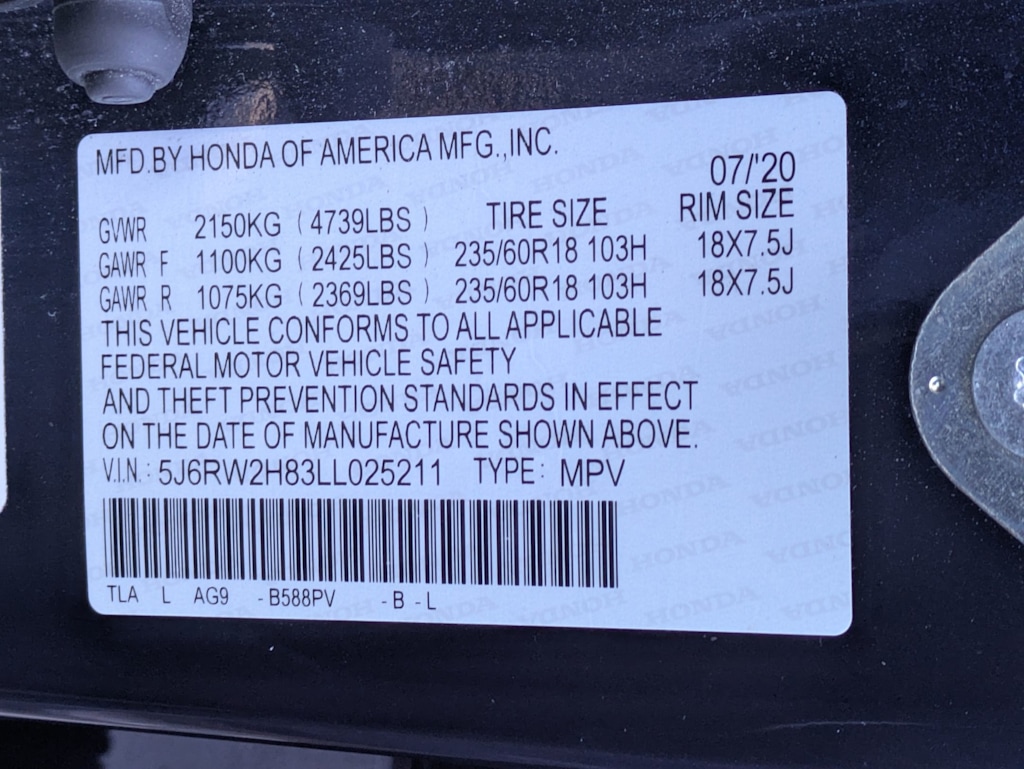 MFD.BY HONDA OF AMERICA MFG.,INC.
07/'20
GVWR 2150KG ( 4739LBS ) TIRE SIZE RIM SIZE
GAWR F 1100KG ( 2425LBS ) 235/60R18 103H 18X7.5J
GAWR R 1075KG ( 2369LBS ) 235/60R18 103H 18X7.5J
THIS VEHICLE CONFORMS TO ALL APPLICABLE
FEDERAL MOTOR VEHICLE SAFETY
AND THEFT PREVENTION STANDARDS IN EFFECT
ON THE DATE OF MANUFACTURE SHOWN ABOVE.
V.I.N.: 5J6RW2H83LL025211 TYPE: MPV
TLA L AG9 -B588PV -B -L